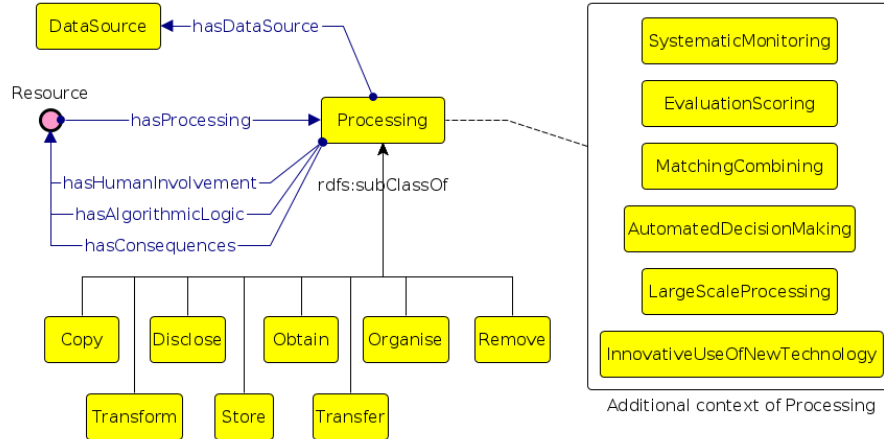 DataSource
hasDataSource
SystematicMonitoring
Resource
EvaluationScoring
hasProcessing
Processing
MatchingCombining
hasHumanInvolvement
rdfs:subClassOf
hasAlgorithmicLogic
AutomatedDecisionMaking
hasConsequences
LargeScaleProcessing
Copy
Disclose
Obtain
Organise
Remove
InnovativeUseOfNewTechnology
Transform
Store
Transfer
Additional context of Processing